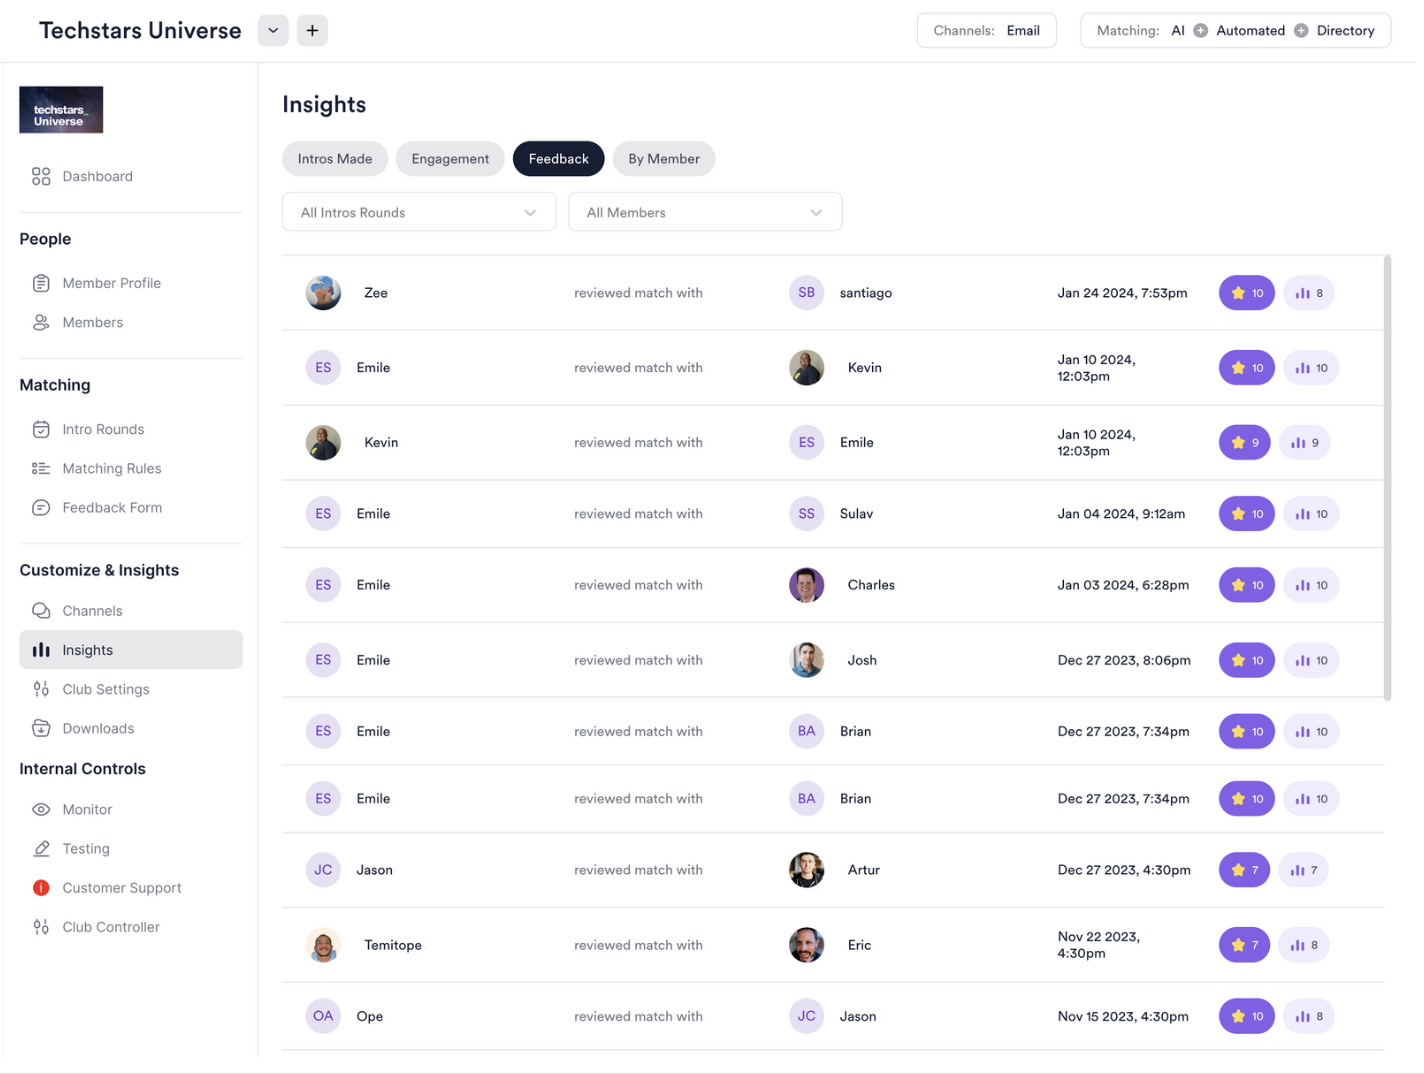 Techstars Universe
Channels: Email
Matching: AI Automated Directory
techstars_
Universe
Dashboard
People
Member Profile
Members
Matching
Intro Rounds
Matching Rules
Feedback Form
Customize & Insights
Channels
Insights
Club Settings
Downloads
Internal Controls
Monitor
Testing
Customer Support
Club Controller
Insights
Intros Made
Engagement
Feedback
By Member
All Intros Rounds
All Members
Zee reviewed match with SB santiago Jan 24 2024, 7:53pm 10 8
ES Emile reviewed match with Kevin Jan 10 2024,
12:03pm 10 10
Kevin reviewed match with ES Emile Jan 10 2024,
12:03pm 9 9
ES Emile reviewed match with SS Sulav Jan 04 2024, 9:12am 10 10
ES Emile reviewed match with Charles Jan 03 2024, 6:28pm 10 10
ES Emile reviewed match with Josh Dec 27 2023, 8:06pm 10 10
ES Emile reviewed match with BA Brian Dec 27 2023, 7:34pm 10 10
ES Emile reviewed match with BA Brian Dec 27 2023, 7:34pm 10 10
JC Jason reviewed match with Artur Dec 27 2023, 4:30pm 7 7
Temitope reviewed match with Eric Nov 22 2023,
4:30pm 7 8
OA Ope reviewed match with JC Jason Nov 15 2023, 4:30pm 10 8